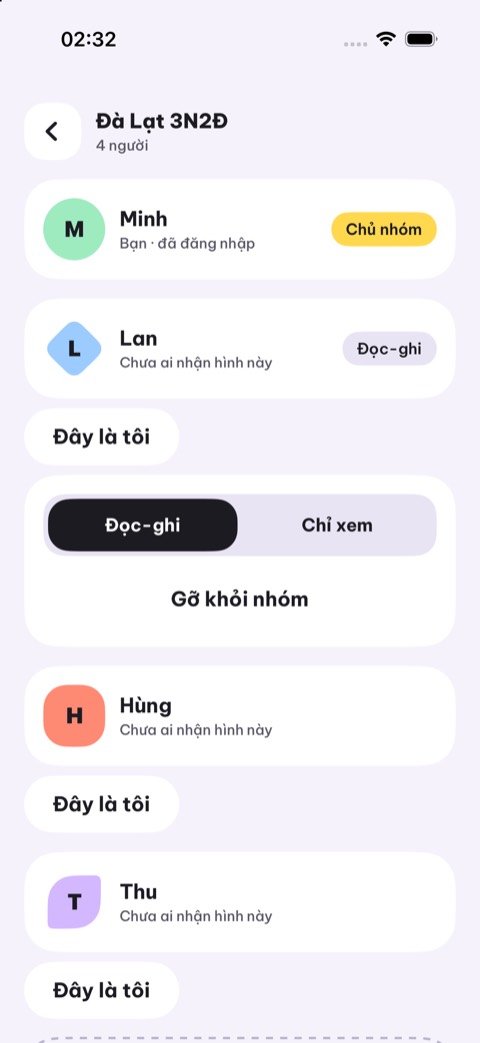 02:32
Đà Lạt 3N2Đ
4 người
M
Minh
Bạn · đã đăng nhập
Chủ nhóm
L
Lan
Chưa ai nhận hình này
Đọc-ghi
Đây là tôi
Đọc-ghi
Chỉ xem
Gỡ khỏi nhóm
H
Hùng
Chưa ai nhận hình này
Đây là tôi
T
Thu
Chưa ai nhận hình này
Đây là tôi